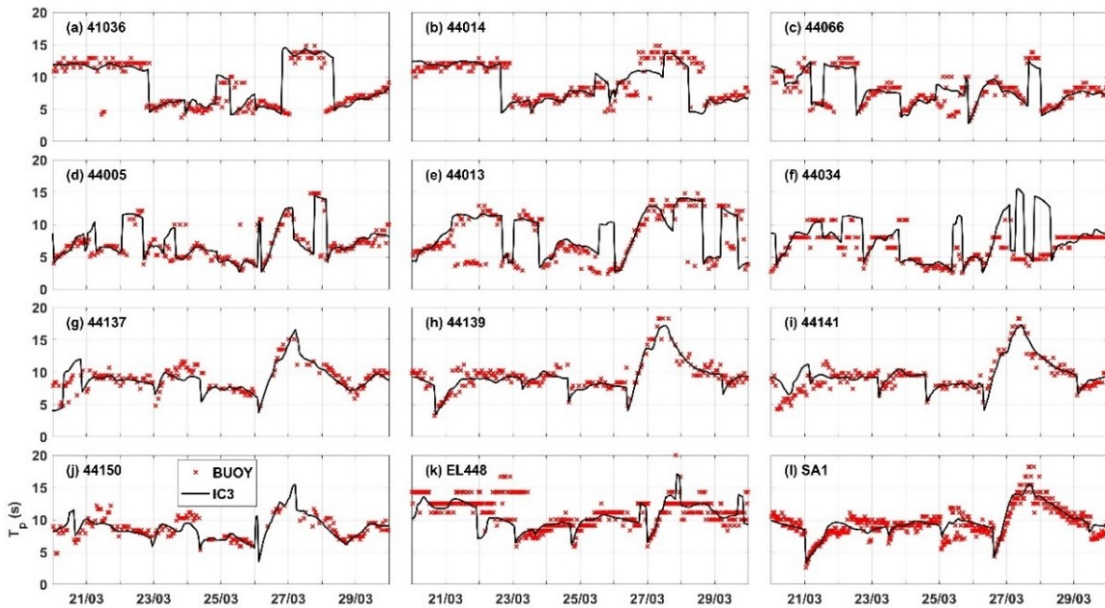 (a) 41036
(b) 44014
(c) 44066
20
15
10
5
0
(d) 44005
(e) 44013
(f) 44034
20
15
10
5
0
(g) 44137
(h) 44139
(i) 44141
20
15
10
5
0
(j) 44150
(k) EL448
(l) SA1
BUOY
IC3
Tp (s)
20
15
10
5
0
21/03 23/03 25/03 27/03 29/03
21/03 23/03 25/03 27/03 29/03
21/03 23/03 25/03 27/03 29/03